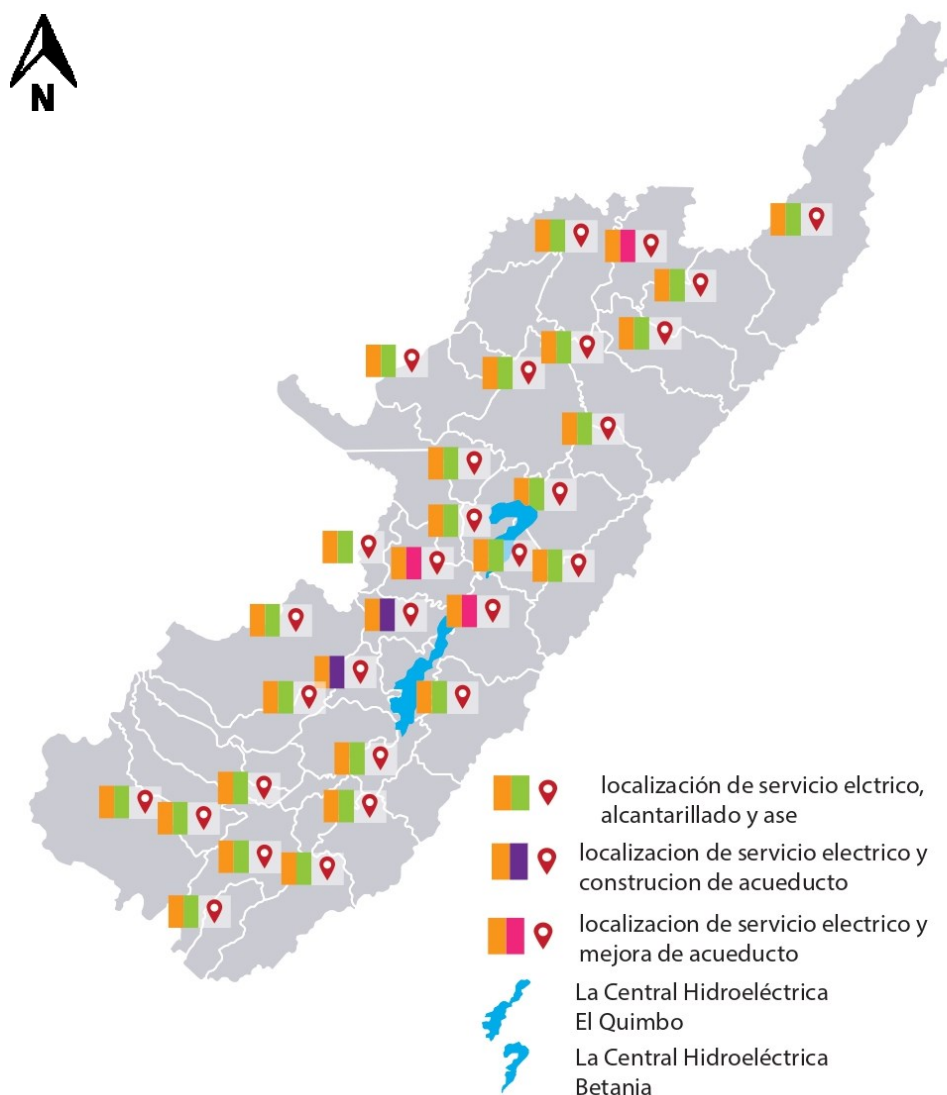 N
localización de servicio elctrico,
alcantarillado y ase
localizacion de servicio electrico y
construcion de acueducto
localizacion de servicio electrico y
mejora de acueducto
La Central Hidroeléctrica
El Quimbo
La Central Hidroeléctrica
Betania